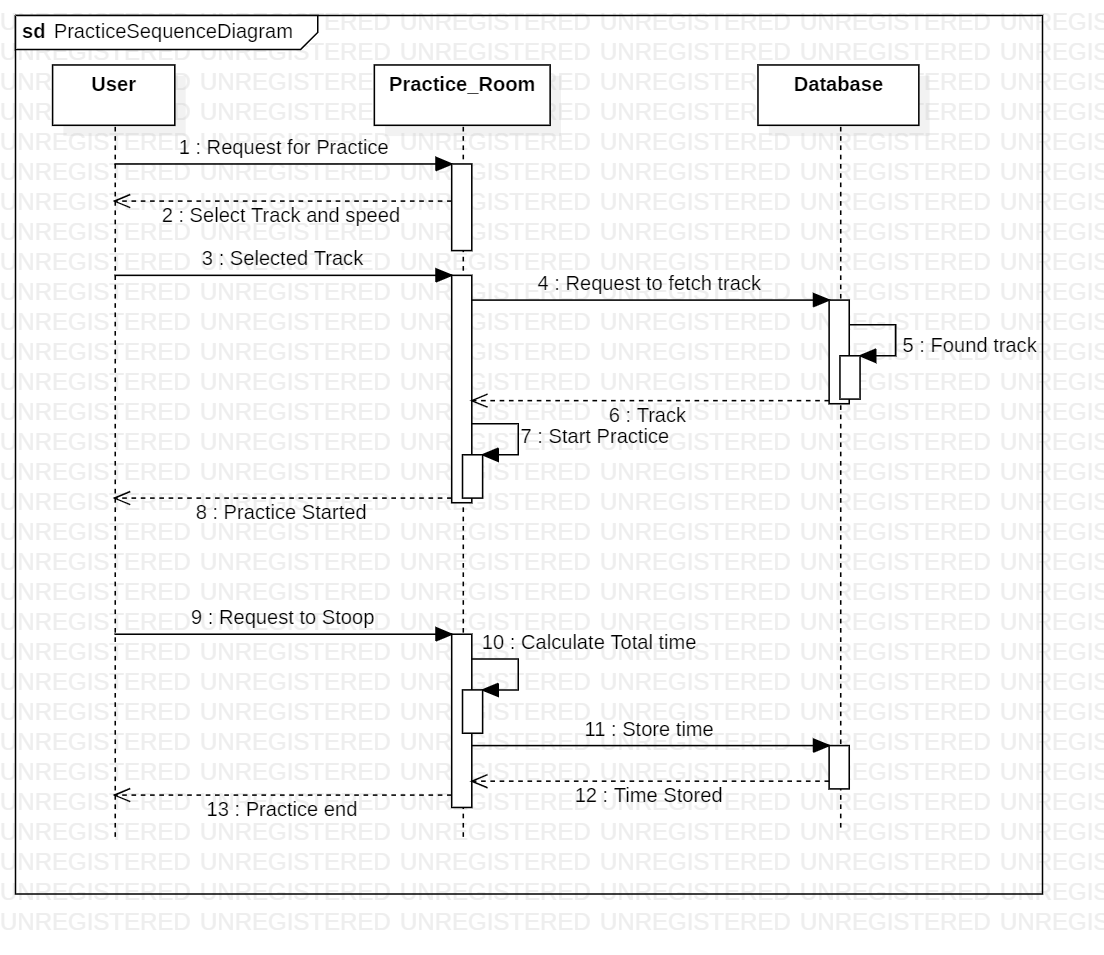 sd PracticeSequenceDiagram
User
Practice_Room
Database
1 : Request for Practice
2 : Select Track and speed
3 : Selected Track
4 : Request to fetch track
5 : Found track
6 : Track
7 : Start Practice
8 : Practice Started
9 : Request to Stoop
10 : Calculate Total time
11 : Store time
12 : Time Stored
13 : Practice end
UNREGISTERED